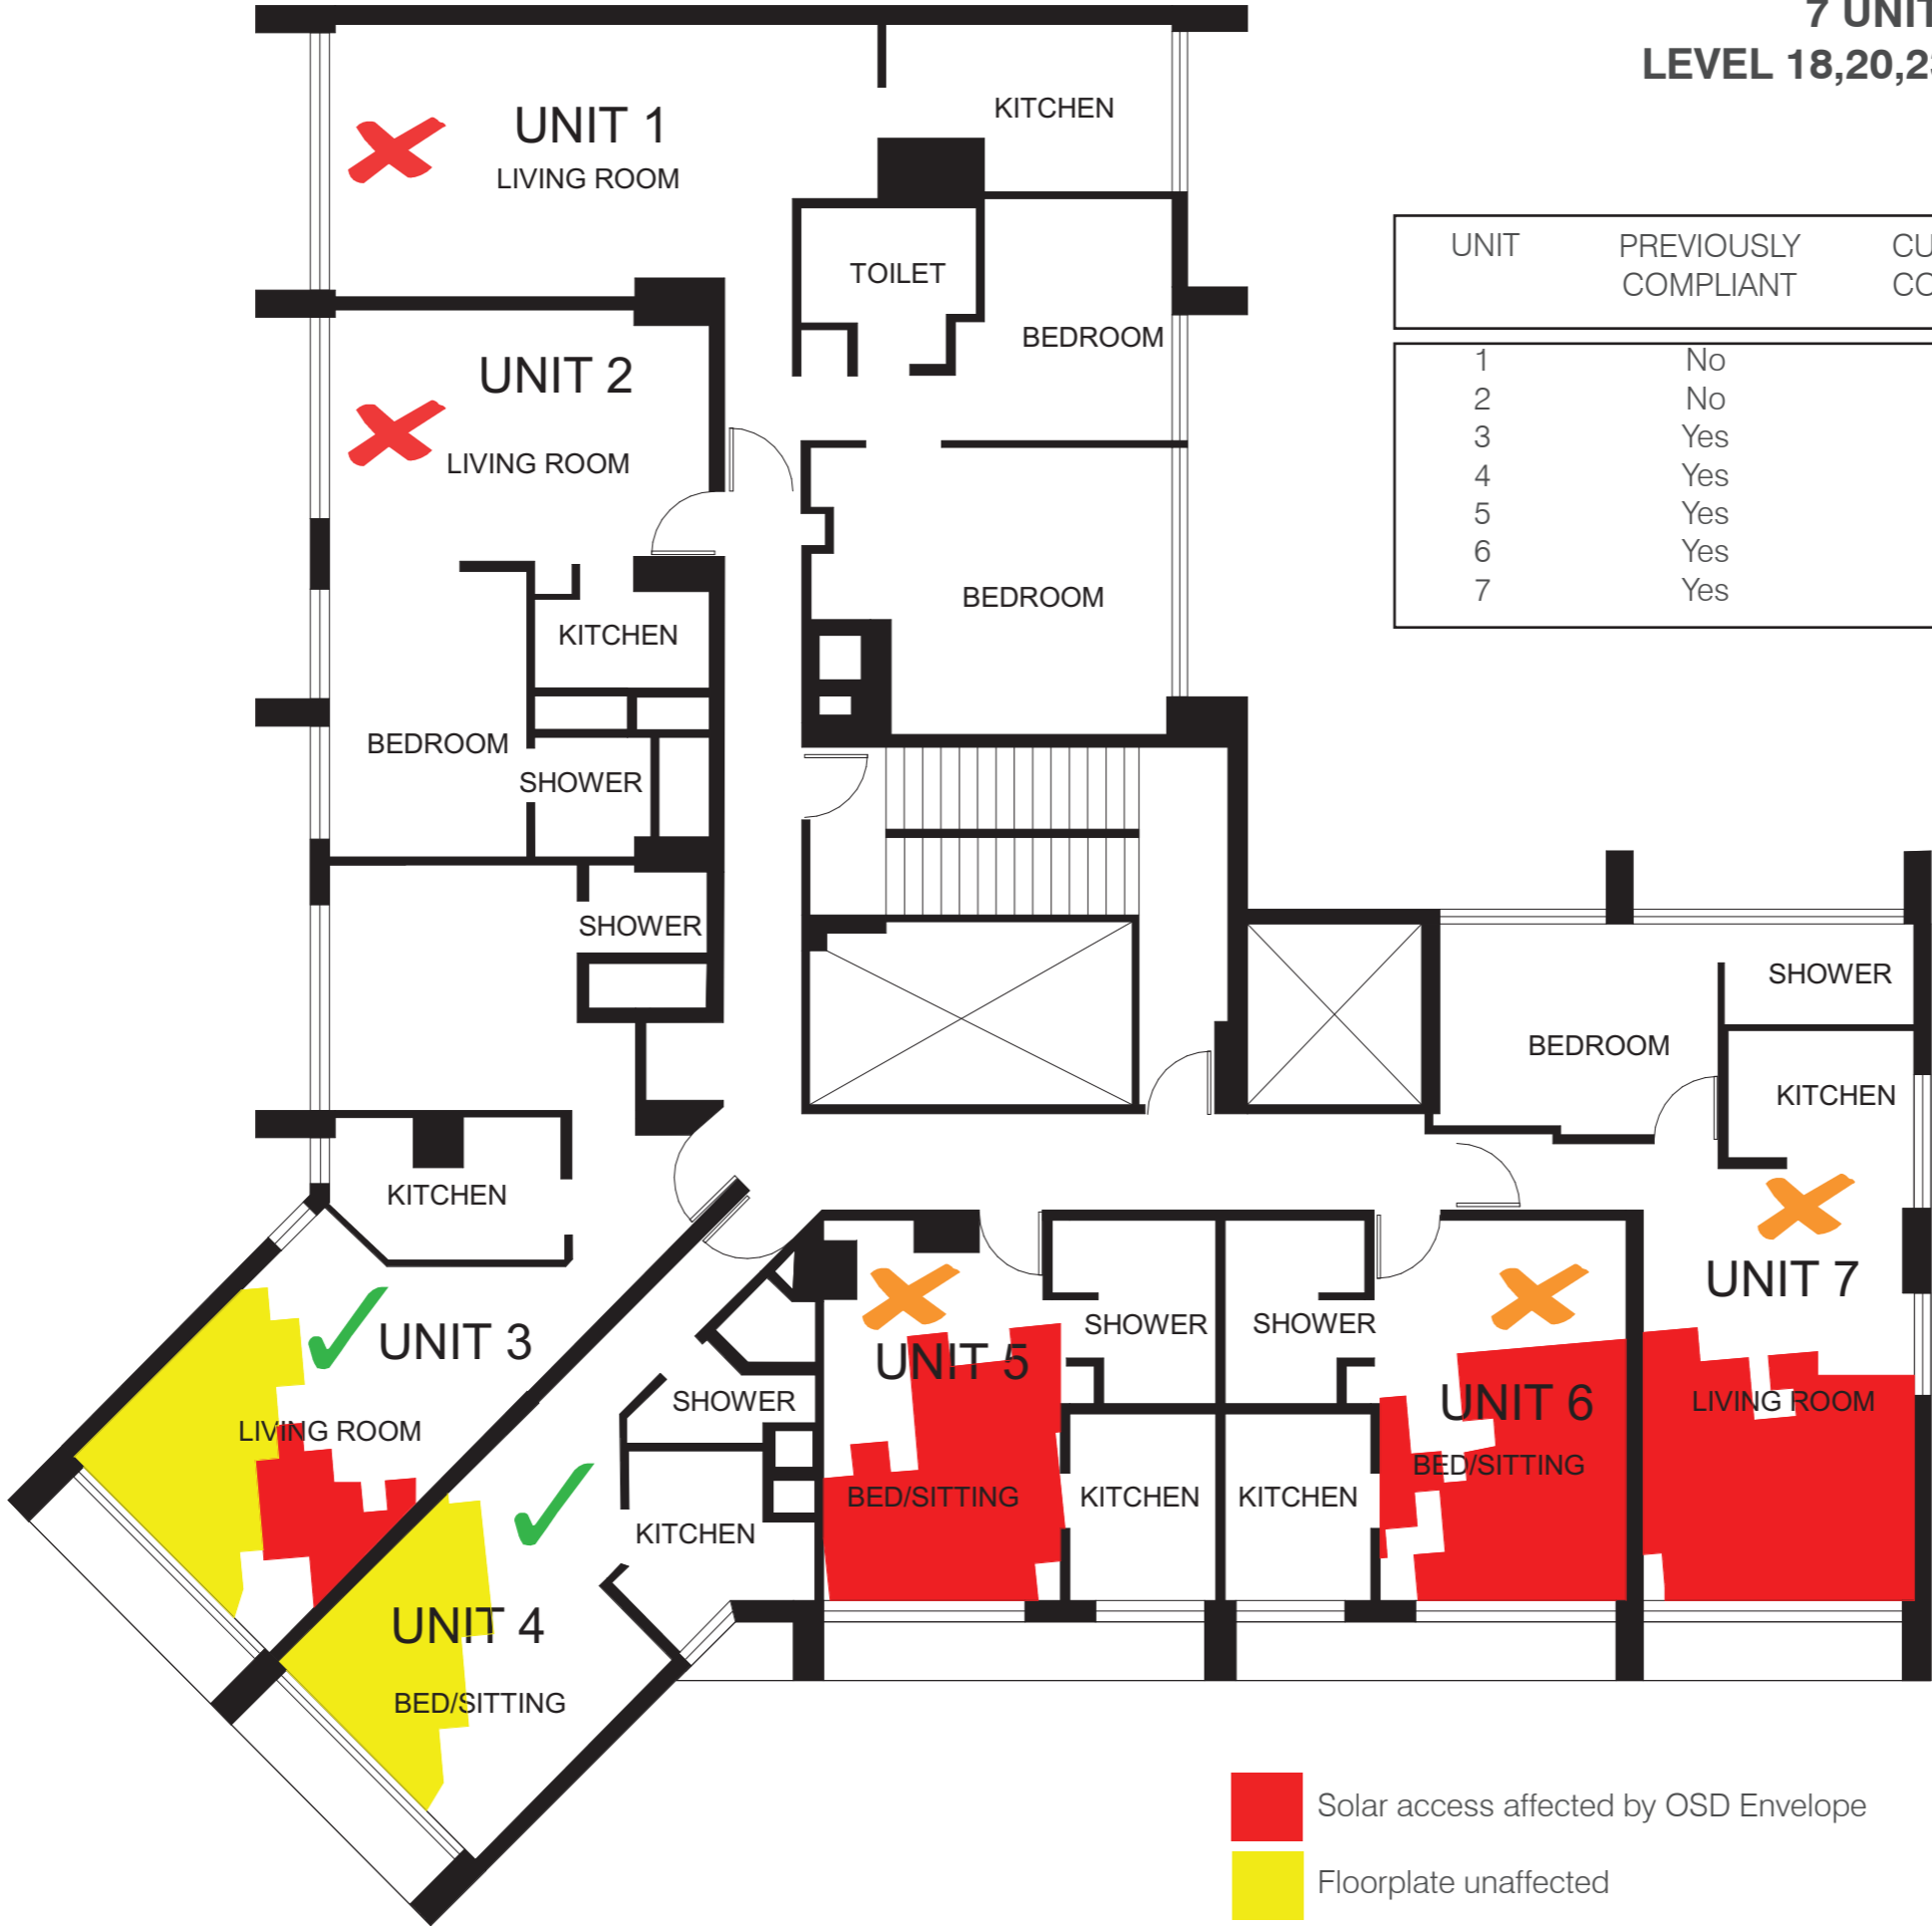 7 UNIT
LEVEL 18,20,2
UNIT 1
LIVING ROOM
KITCHEN
TOILET
BEDROOM
UNIT PREVIOUSLY CU
COMPLIANT CO
1 No
2 No
3 Yes
4 Yes
5 Yes
6 Yes
7 Yes
UNIT 2
LIVING ROOM
BEDROOM
KITCHEN
BEDROOM
SHOWER
SHOWER
SHOWER
BEDROOM
KITCHEN
KITCHEN
UNIT 7
LIVING ROOM
UNIT 3
LIVING ROOM
SHOWER
KITCHEN
UNIT 4
BED/SITTING
UNIT 5
BED/SITTING
SHOWER
KITCHEN
SHOWER
KITCHEN
UNIT 6
BED/SITTING
Solar access affected by OSD Envelope
Floorplate unaffected